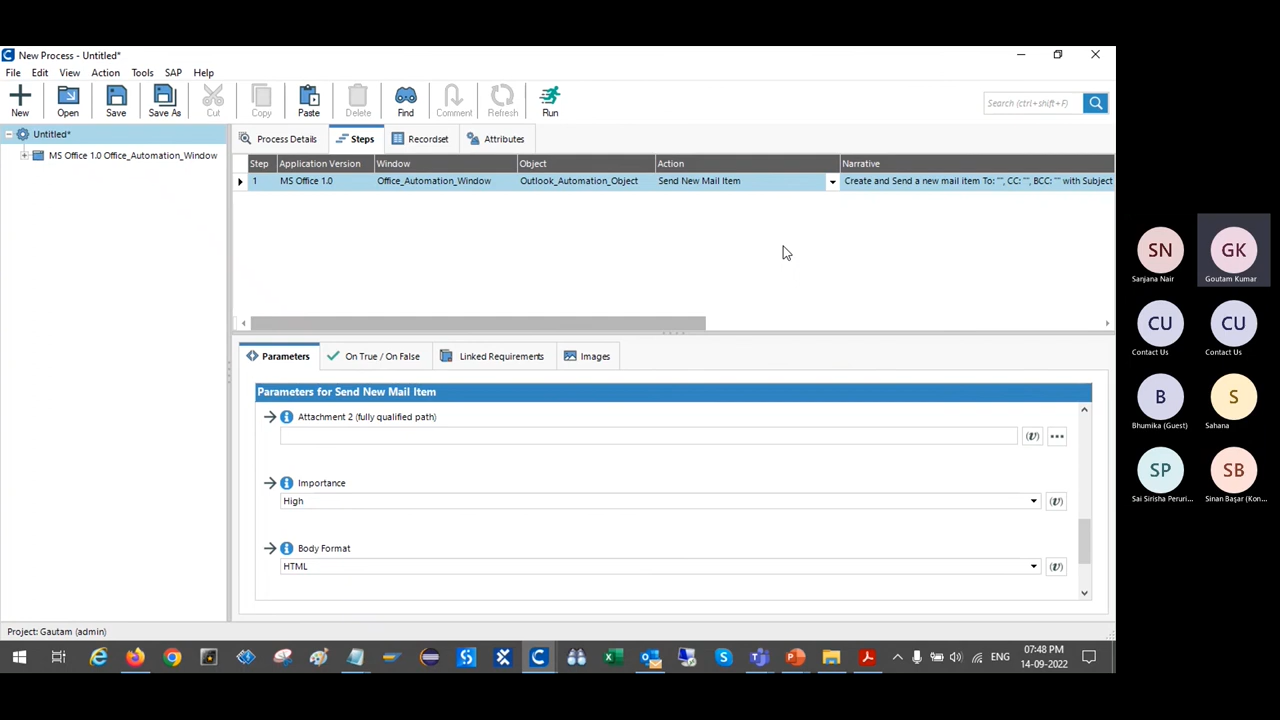 New Process - Untitled*
File Edit View Action Tools SAP Help
New Open Save Save As Cut Copy Paste Delete Find Comment Refresh Run
Search (ctrl+shift+F)
Untitled*
MS Office 1.0 Office_Automation_Window
Process Details Steps Recordset Attributes
Step Application Version Window Object Action Narrative
1 MS Office 1.0 Office_Automation_Window Outlook_Automation_Object Send New Mail Item Create and Send a new mail item To: "", CC: "", BCC: "" with Subject
Parameters On True / On False Linked Requirements Images
Parameters for Send New Mail Item
Attachment 2 (fully qualified path)
(v) •••
Importance
High (v)
Body Format
HTML (v)
Project: Gautam (admin)
ENG
07:48 PM
14-09-2022
SN GK
Sanjana Nair Goutam Kumar
CU CU
Contact Us Contact Us
B S
Bhumika (Guest) Sahana
SP SB
Sai Sirisha Peruri... Sinan Başar (Kon...